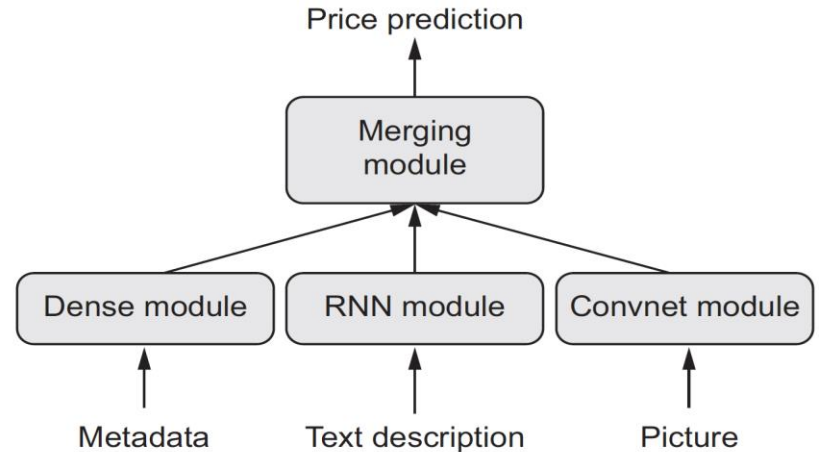 Price prediction
Merging
module
Dense module
RNN module
Convnet module
Metadata
Text description
Picture